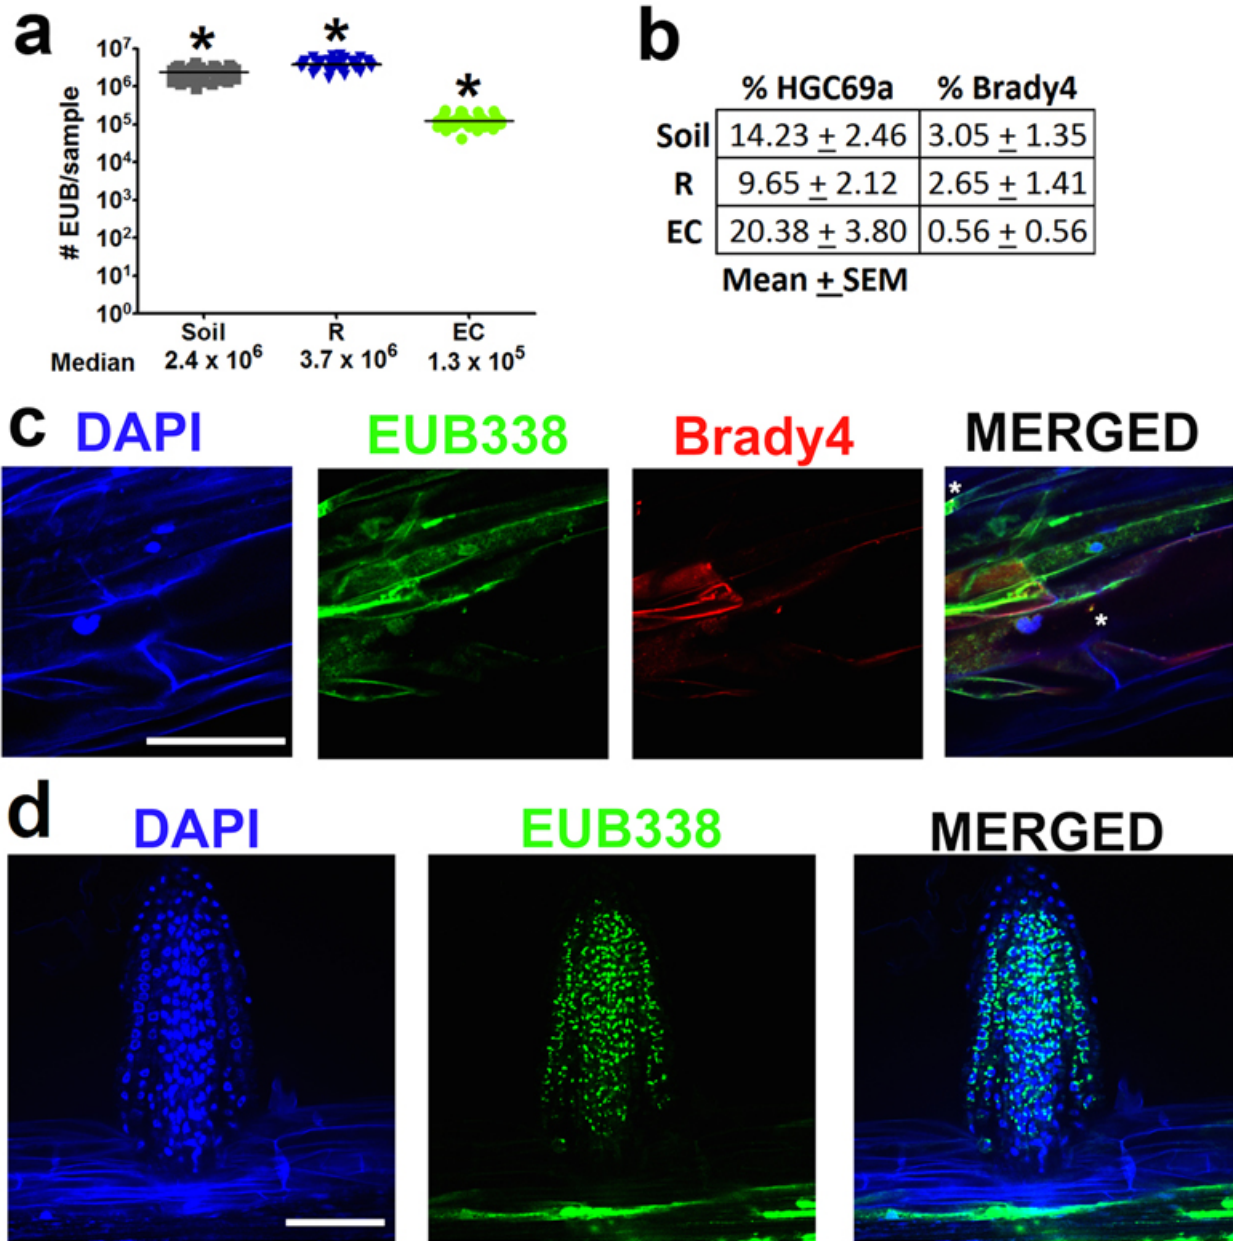 a
* * *
# EUB/sample
10⁷
10⁶
10⁵
10⁴
10³
10²
10¹
10⁰
Soil R EC
Median 2.4 x 10⁶ 3.7 x 10⁶ 1.3 x 10⁵
b
% HGC69a % Brady4
Soil 14.23 ± 2.46 3.05 ± 1.35
R 9.65 ± 2.12 2.65 ± 1.41
EC 20.38 ± 3.80 0.56 ± 0.56
Mean ± SEM
c
DAPI EUB338 Brady4 MERGED
*
*
d
DAPI EUB338 MERGED